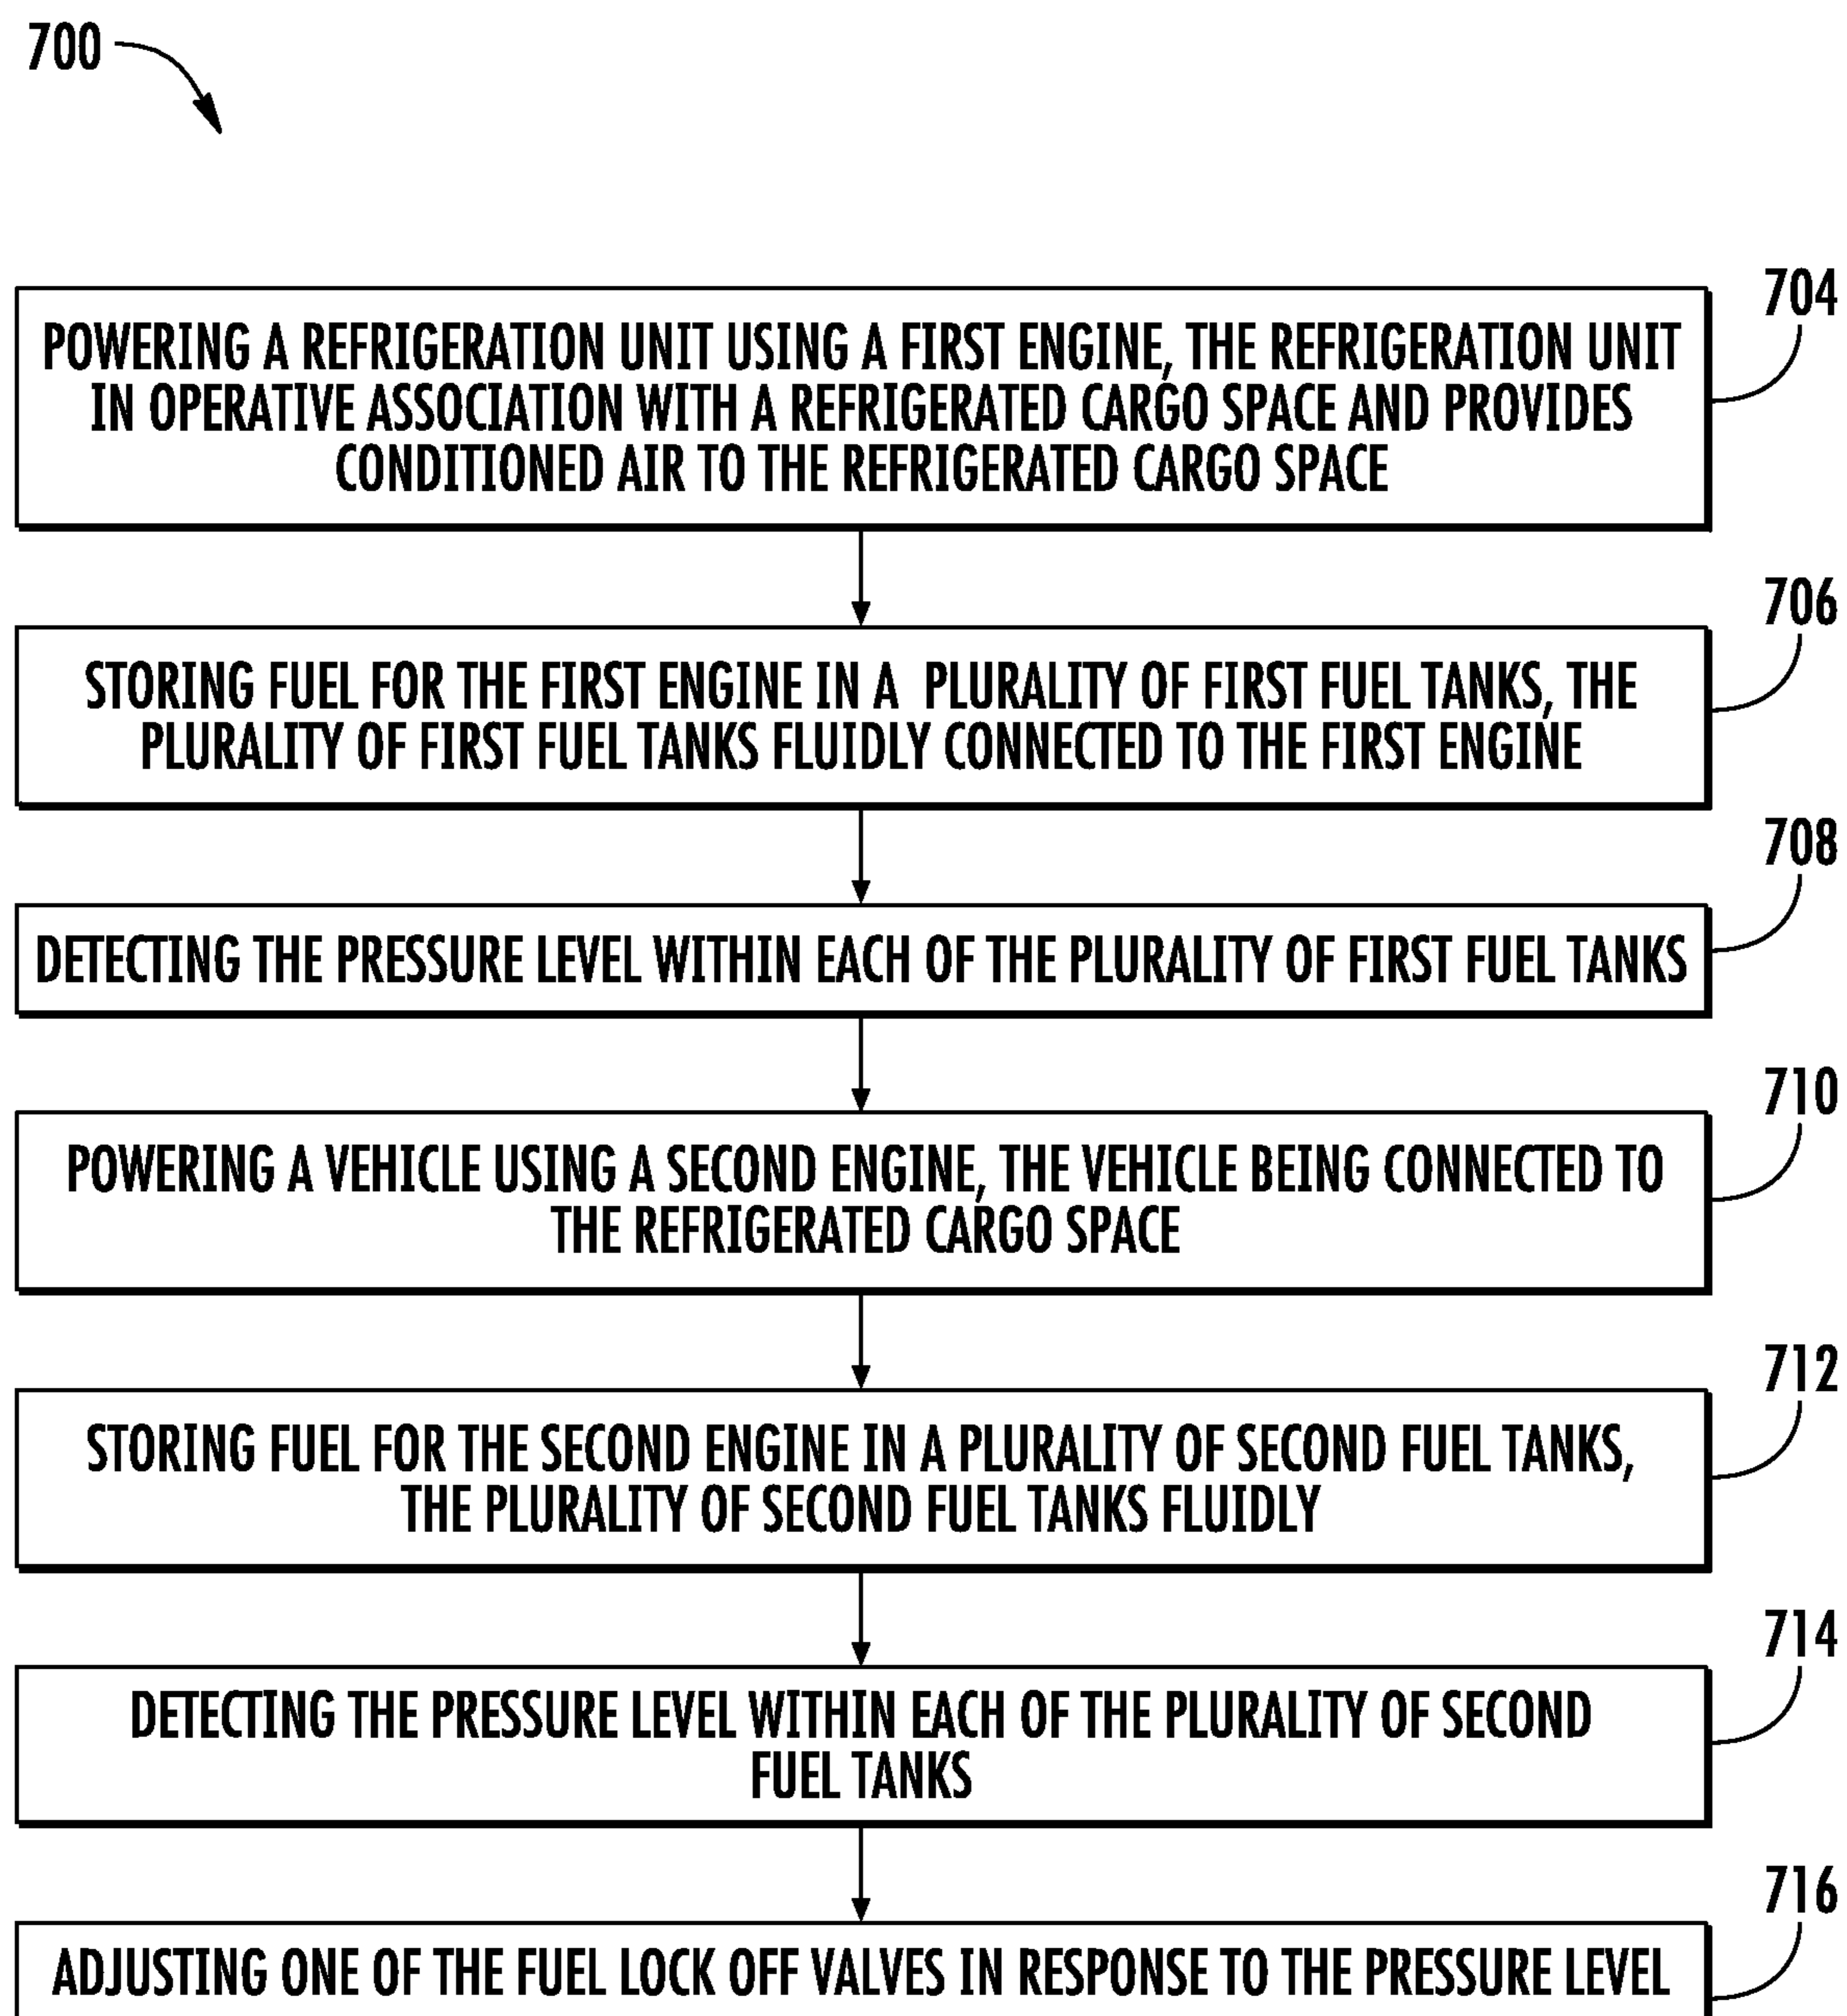 700
704
POWERING A REFRIGERATION UNIT USING A FIRST ENGINE, THE REFRIGERATION UNIT
IN OPERATIVE ASSOCIATION WITH A REFRIGERATED CARGO SPACE AND PROVIDES
CONDITIONED AIR TO THE REFRIGERATED CARGO SPACE
706
STORING FUEL FOR THE FIRST ENGINE IN A PLURALITY OF FIRST FUEL TANKS, THE
PLURALITY OF FIRST FUEL TANKS FLUIDLY CONNECTED TO THE FIRST ENGINE
708
DETECTING THE PRESSURE LEVEL WITHIN EACH OF THE PLURALITY OF FIRST FUEL TANKS
710
POWERING A VEHICLE USING A SECOND ENGINE, THE VEHICLE BEING CONNECTED TO
THE REFRIGERATED CARGO SPACE
712
STORING FUEL FOR THE SECOND ENGINE IN A PLURALITY OF SECOND FUEL TANKS,
THE PLURALITY OF SECOND FUEL TANKS FLUIDLY
714
DETECTING THE PRESSURE LEVEL WITHIN EACH OF THE PLURALITY OF SECOND
FUEL TANKS
716
ADJUSTING ONE OF THE FUEL LOCK OFF VALVES IN RESPONSE TO THE PRESSURE LEVEL